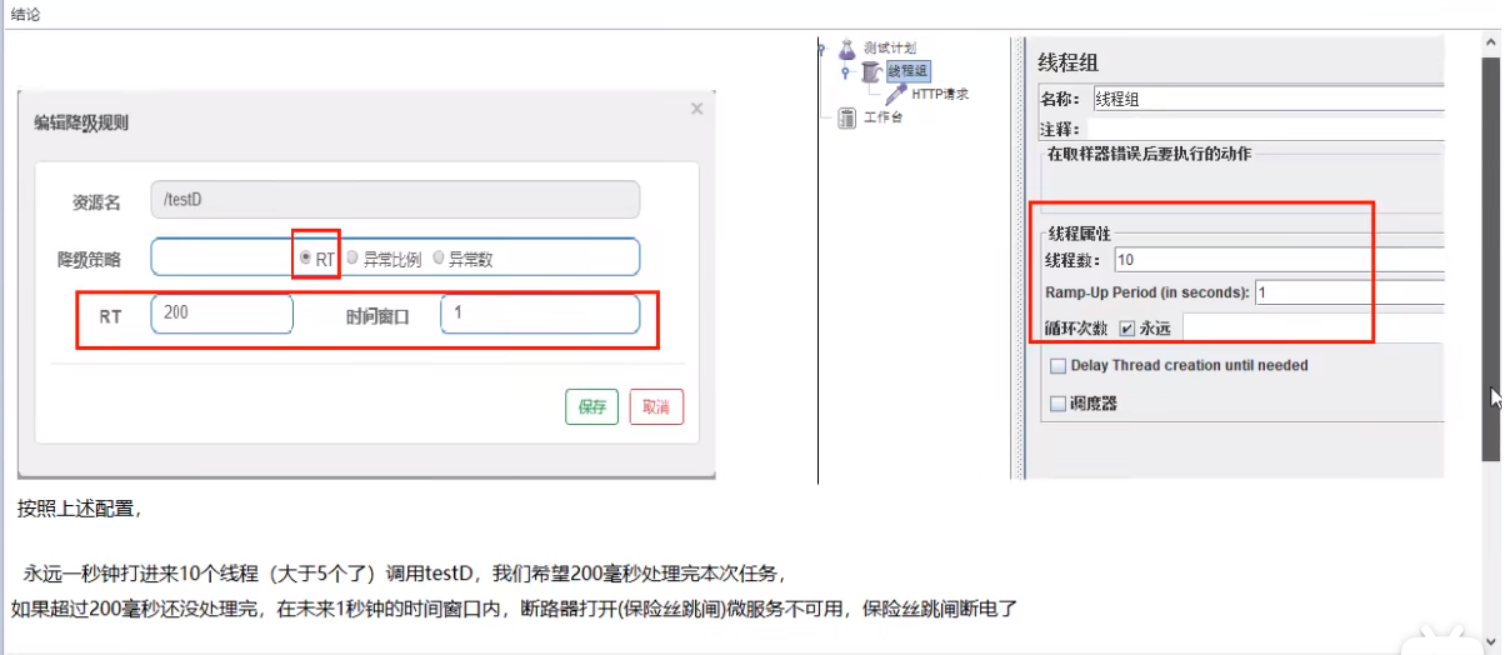 结论
编辑降级规则
×
资源名 /testD
降级策略 RT 异常比例 异常数
RT 200 时间窗口 1
保存 取消
测试计划
线程组
HTTP请求
工作台
线程组
名称： 线程组
注释：
在取样器错误后要执行的动作
线程属性
线程数： 10
Ramp-Up Period (in seconds): 1
循环次数 永远
Delay Thread creation until needed
调度器
按照上述配置，
永远一秒钟打进来10个线程（大于5个了）调用testD，我们希望200毫秒处理完本次任务，
如果超过200毫秒还没处理完，在未来1秒钟的时间窗口内，断路器打开(保险丝跳闸)微服务不可用，保险丝跳闸断电了